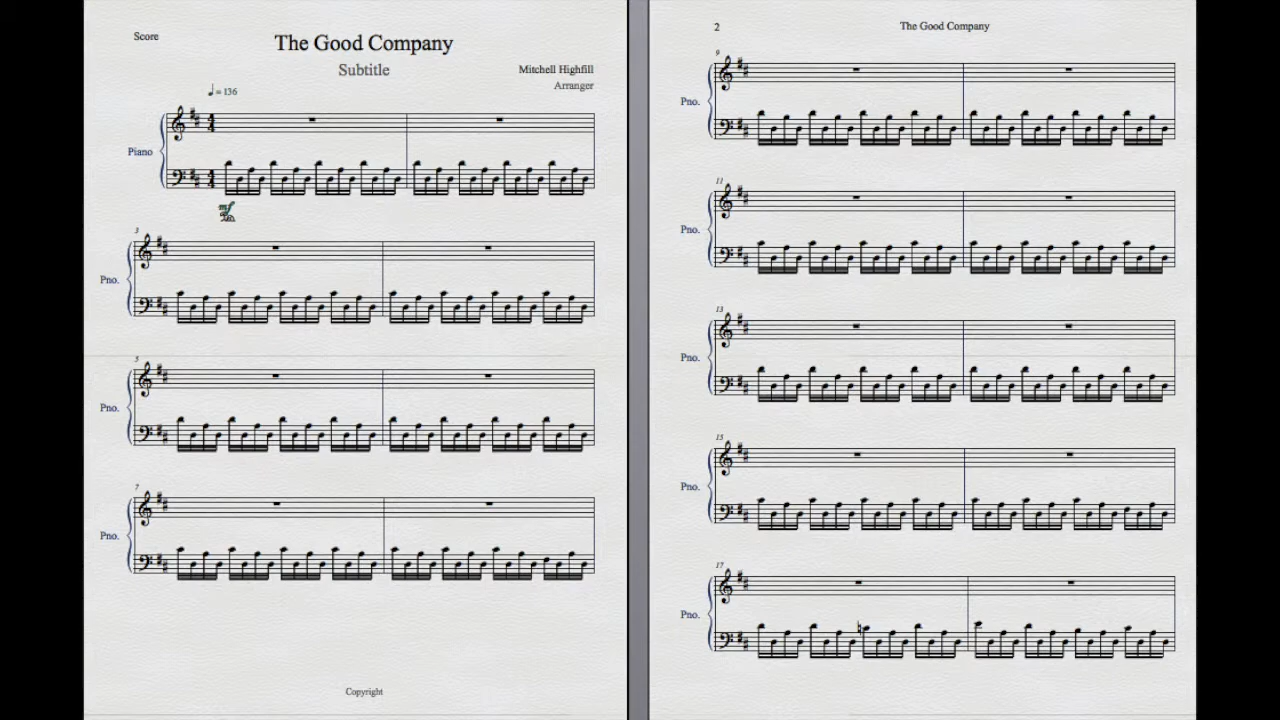 Score
The Good Company
Subtitle
Mitchell Highfill
Arranger
♩= 136
Piano
mf
3
Pno.
5
Pno.
7
Pno.
Copyright
2
The Good Company
9
Pno.
11
Pno.
13
Pno.
15
Pno.
17
Pno.